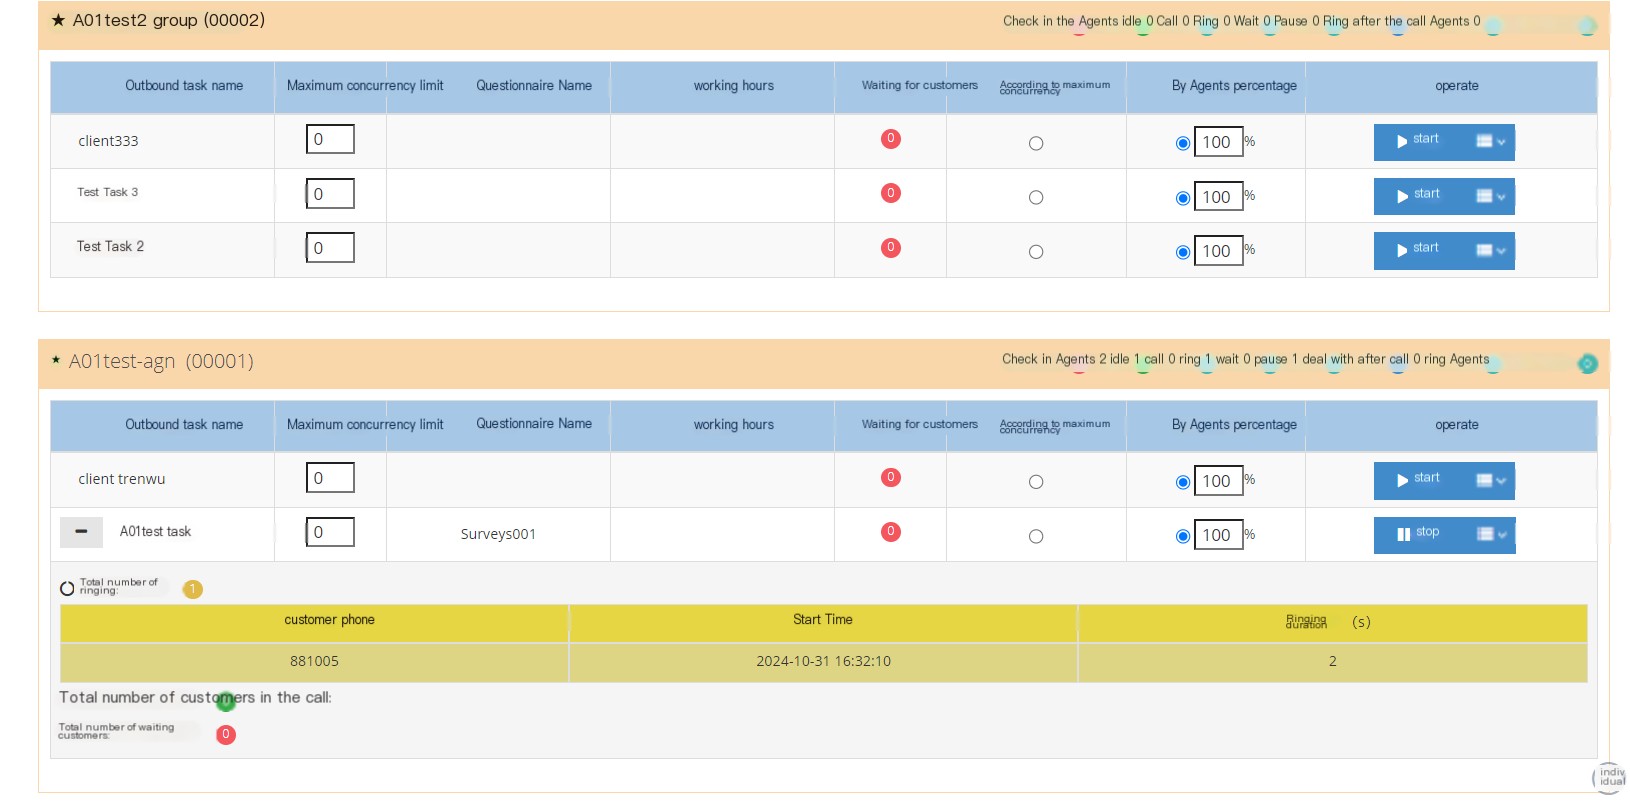 ★ A01test2 group (00002)
Check in the Agents idle 0 Call 0 Ring 0 Wait 0 Pause 0 Ring after the call Agents 0
Outbound task name Maximum concurrency limit Questionnaire Name working hours Waiting for customers According to maximum concurrency By Agents percentage operate
client333 0 0 100 % start
Test Task 3 0 0 100 % start
Test Task 2 0 0 100 % start
★ A01test-agn (00001)
Check in Agents 2 idle 1 call 0 ring 1 wait 0 pause 1 deal with after call 0 ring Agents
Outbound task name Maximum concurrency limit Questionnaire Name working hours Waiting for customers According to maximum concurrency By Agents percentage operate
client trenwu 0 0 100 % start
A01test task 0 Surveys001 0 100 % stop
Total number of ringing: 1
customer phone Start Time Ringing duration (s)
881005 2024-10-31 16:32:10 2
Total number of customers in the call:
Total number of waiting customers: 0
individual